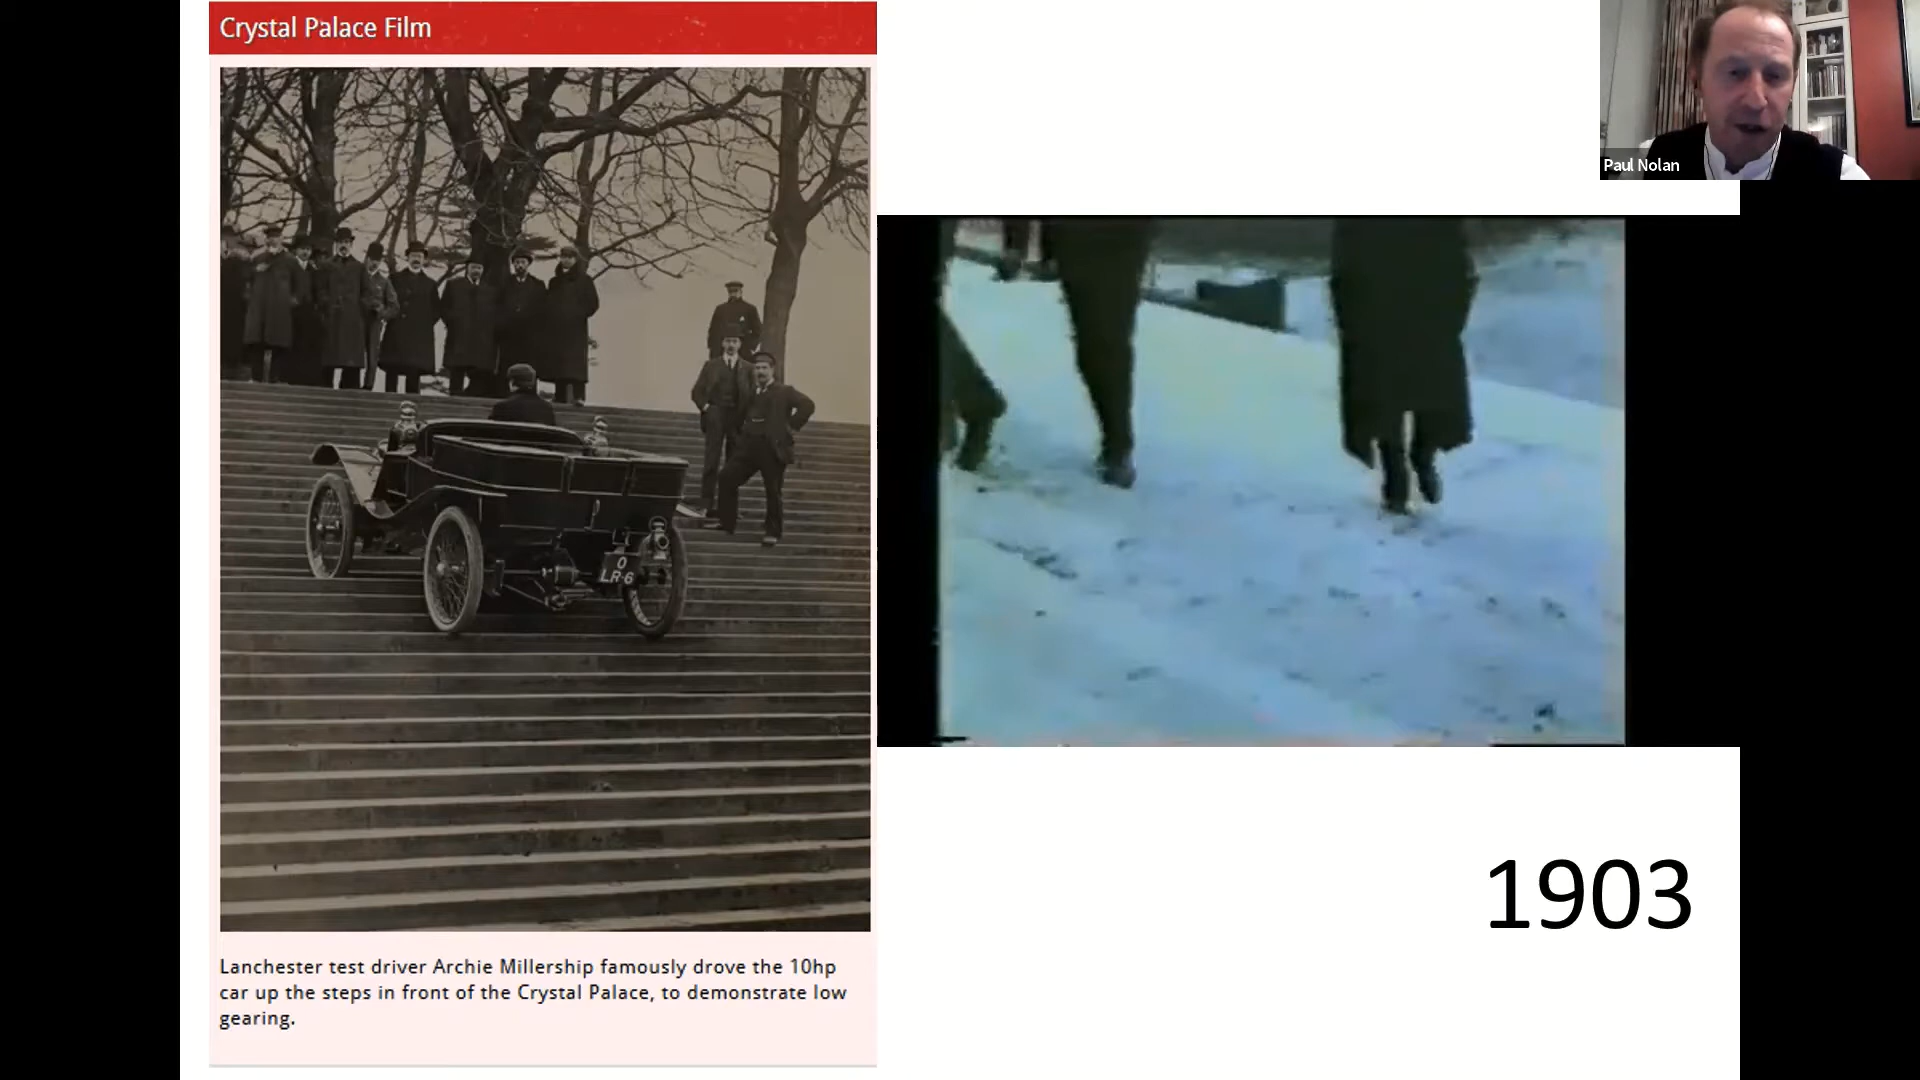 Crystal Palace Film
Paul Nolan
O
LR·6
1903
Lanchester test driver Archie Millership famously drove the 10hp
car up the steps in front of the Crystal Palace, to demonstrate low
gearing.